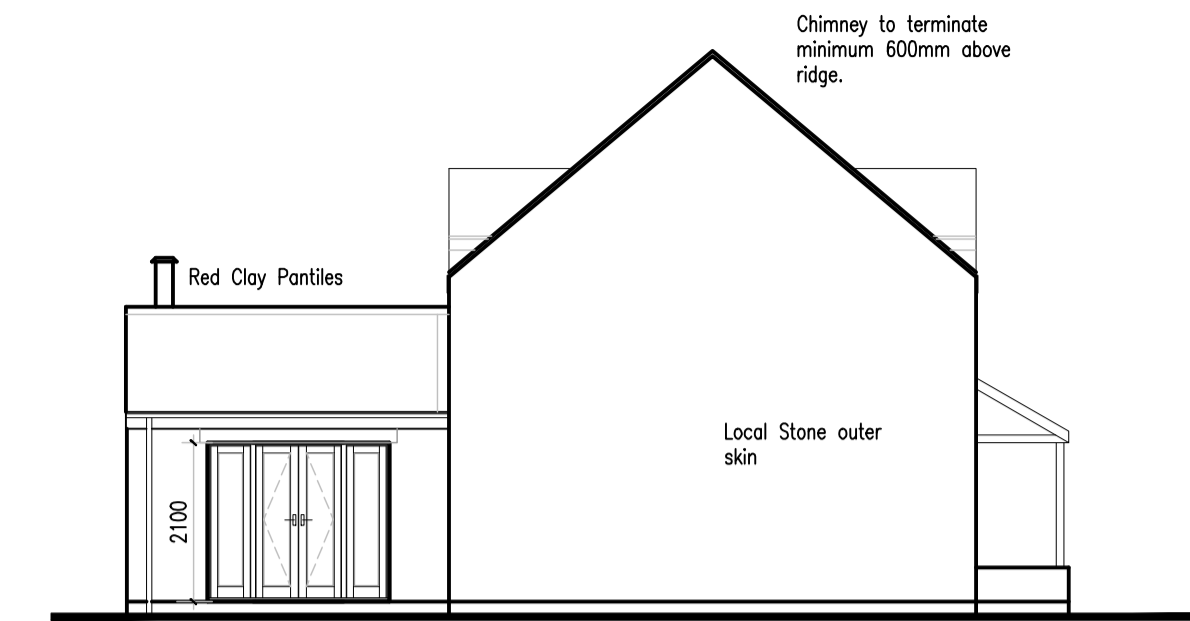 Chimney to terminate
minimum 600mm above
ridge.
Red Clay Pantiles
Local Stone outer
skin
2100